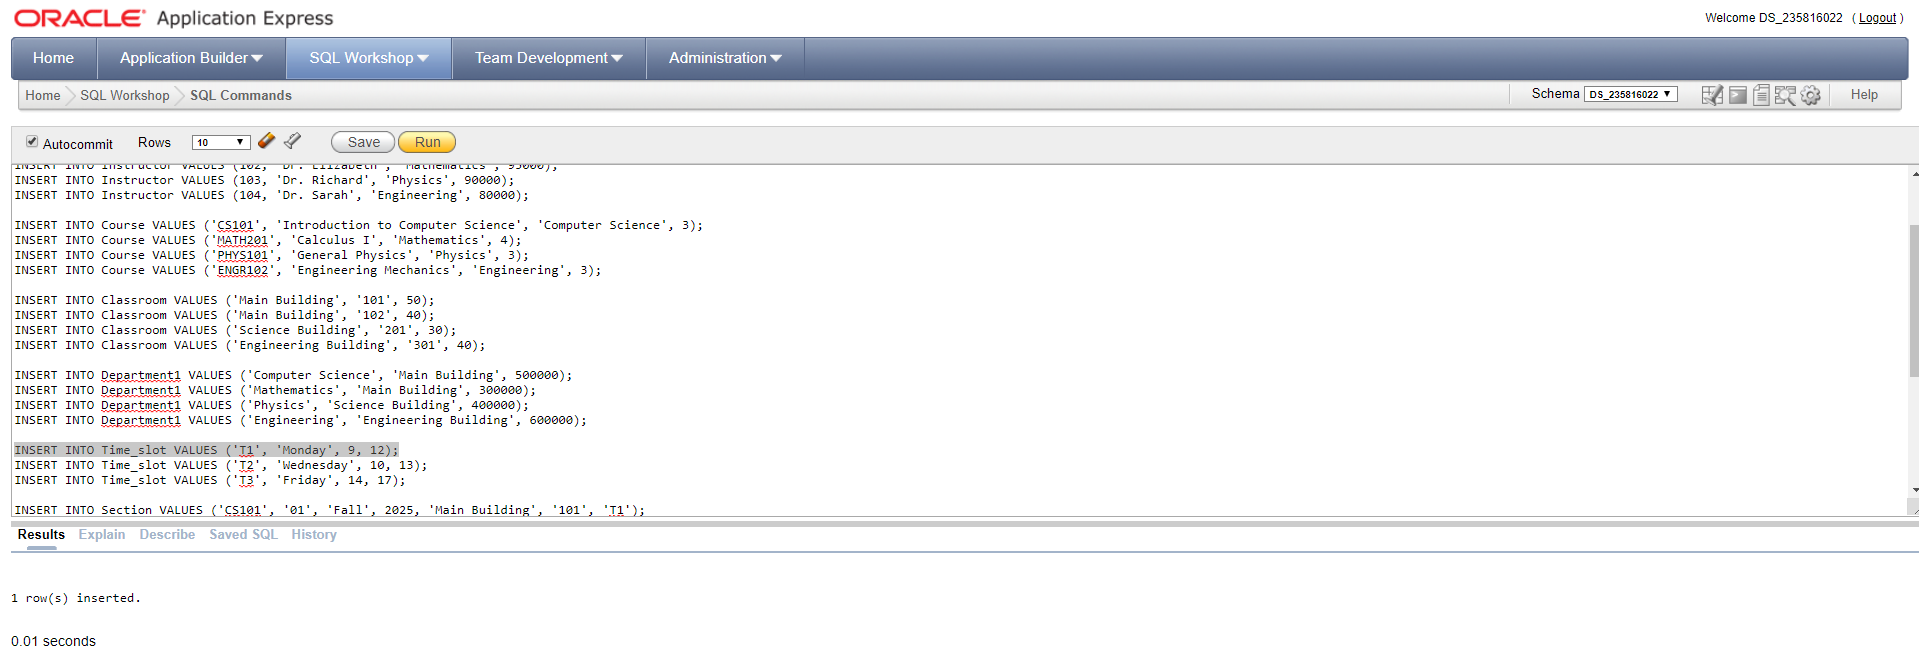 ORACLE Application Express
Welcome DS_235816022 ( Logout )
Home Application Builder SQL Workshop Team Development Administration
Home SQL Workshop SQL Commands Schema DS_235816022 Help
Autocommit Rows 10 Save Run
INSERT INTO Instructor VALUES (102, 'Dr. Elizabeth', 'Mathematics', 95000);
INSERT INTO Instructor VALUES (103, 'Dr. Richard', 'Physics', 90000);
INSERT INTO Instructor VALUES (104, 'Dr. Sarah', 'Engineering', 80000);
INSERT INTO Course VALUES ('CS101', 'Introduction to Computer Science', 'Computer Science', 3);
INSERT INTO Course VALUES ('MATH201', 'Calculus I', 'Mathematics', 4);
INSERT INTO Course VALUES ('PHYS101', 'General Physics', 'Physics', 3);
INSERT INTO Course VALUES ('ENGR102', 'Engineering Mechanics', 'Engineering', 3);
INSERT INTO Classroom VALUES ('Main Building', '101', 50);
INSERT INTO Classroom VALUES ('Main Building', '102', 40);
INSERT INTO Classroom VALUES ('Science Building', '201', 30);
INSERT INTO Classroom VALUES ('Engineering Building', '301', 40);
INSERT INTO Department1 VALUES ('Computer Science', 'Main Building', 500000);
INSERT INTO Department1 VALUES ('Mathematics', 'Main Building', 300000);
INSERT INTO Department1 VALUES ('Physics', 'Science Building', 400000);
INSERT INTO Department1 VALUES ('Engineering', 'Engineering Building', 600000);
INSERT INTO Time_slot VALUES ('T1', 'Monday', 9, 12);
INSERT INTO Time_slot VALUES ('T2', 'Wednesday', 10, 13);
INSERT INTO Time_slot VALUES ('T3', 'Friday', 14, 17);
INSERT INTO Section VALUES ('CS101', '01', 'Fall', 2025, 'Main Building', '101', 'T1');
Results Explain Describe Saved SQL History
1 row(s) inserted.
0.01 seconds